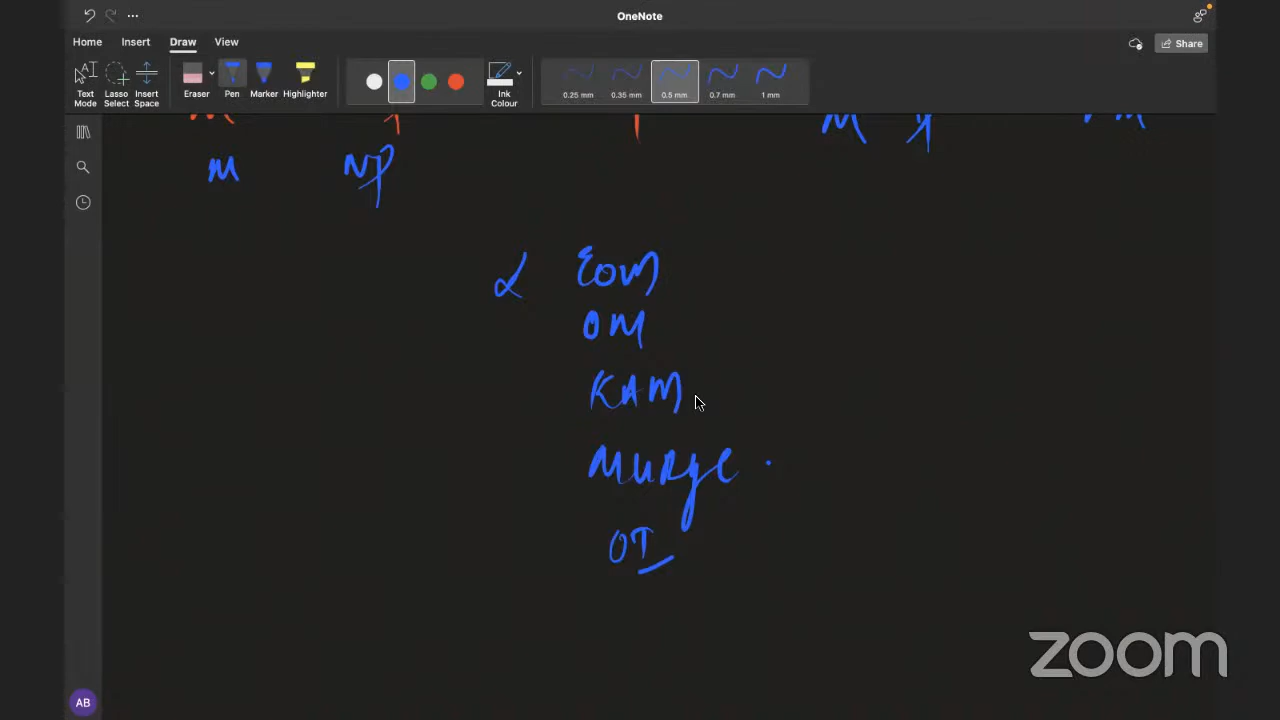 OneNote
Home Insert Draw View
Share
Text Mode Lasso Select Insert Space Eraser Pen Marker Highlighter Ink Colour 0.25 mm 0.35 mm 0.5 mm 0.7 mm 1 mm
M NP
α EOM
OM
KAM
MURGE
OT
zoom
AB